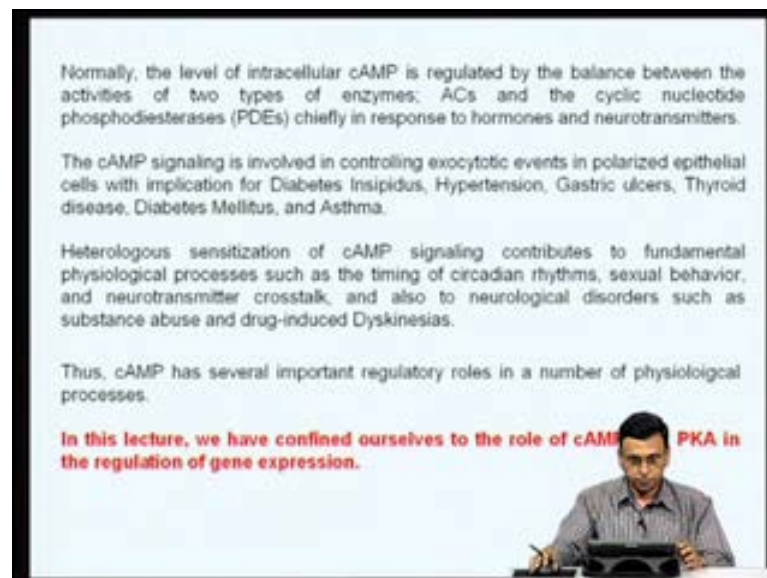 Normally, the level of intracellular cAMP is regulated by the balance between the
activities of two types of enzymes; ACs and the cyclic nucleotide
phosphodiesterases (PDEs) chiefly in response to hormones and neurotransmitters.
The cAMP signaling is involved in controlling exocytotic events in polarized epithelial
cells with implication for Diabetes Insipidus, Hypertension, Gastric ulcers, Thyroid
disease, Diabetes Mellitus, and Asthma.
Heterologous sensitization of cAMP signaling contributes to fundamental
physiological processes such as the timing of circadian rhythms, sexual behavior,
and neurotransmitter crosstalk, and also to neurological disorders such as
substance abuse and drug-induced Dyskinesias.
Thus, cAMP has several important regulatory roles in a number of physioloigcal
processes.
In this lecture, we have confined ourselves to the role of cAMP PKA in
the regulation of gene expression.